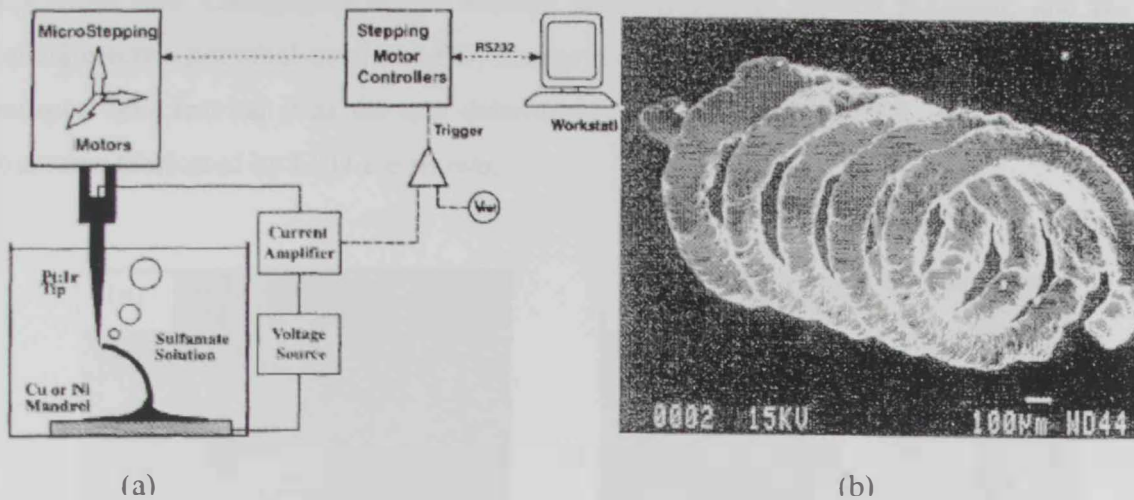 MicroStepping
Motors
Stepping
Motor
Controllers
RS232
Workstati
Trigger
Vref
Current
Amplifier
Voltage
Source
Pt:Ir
Tip
Sulfamate
Solution
Cu or Ni
Mandrel
0002 15KV 100µm WD44
(a)
(b)